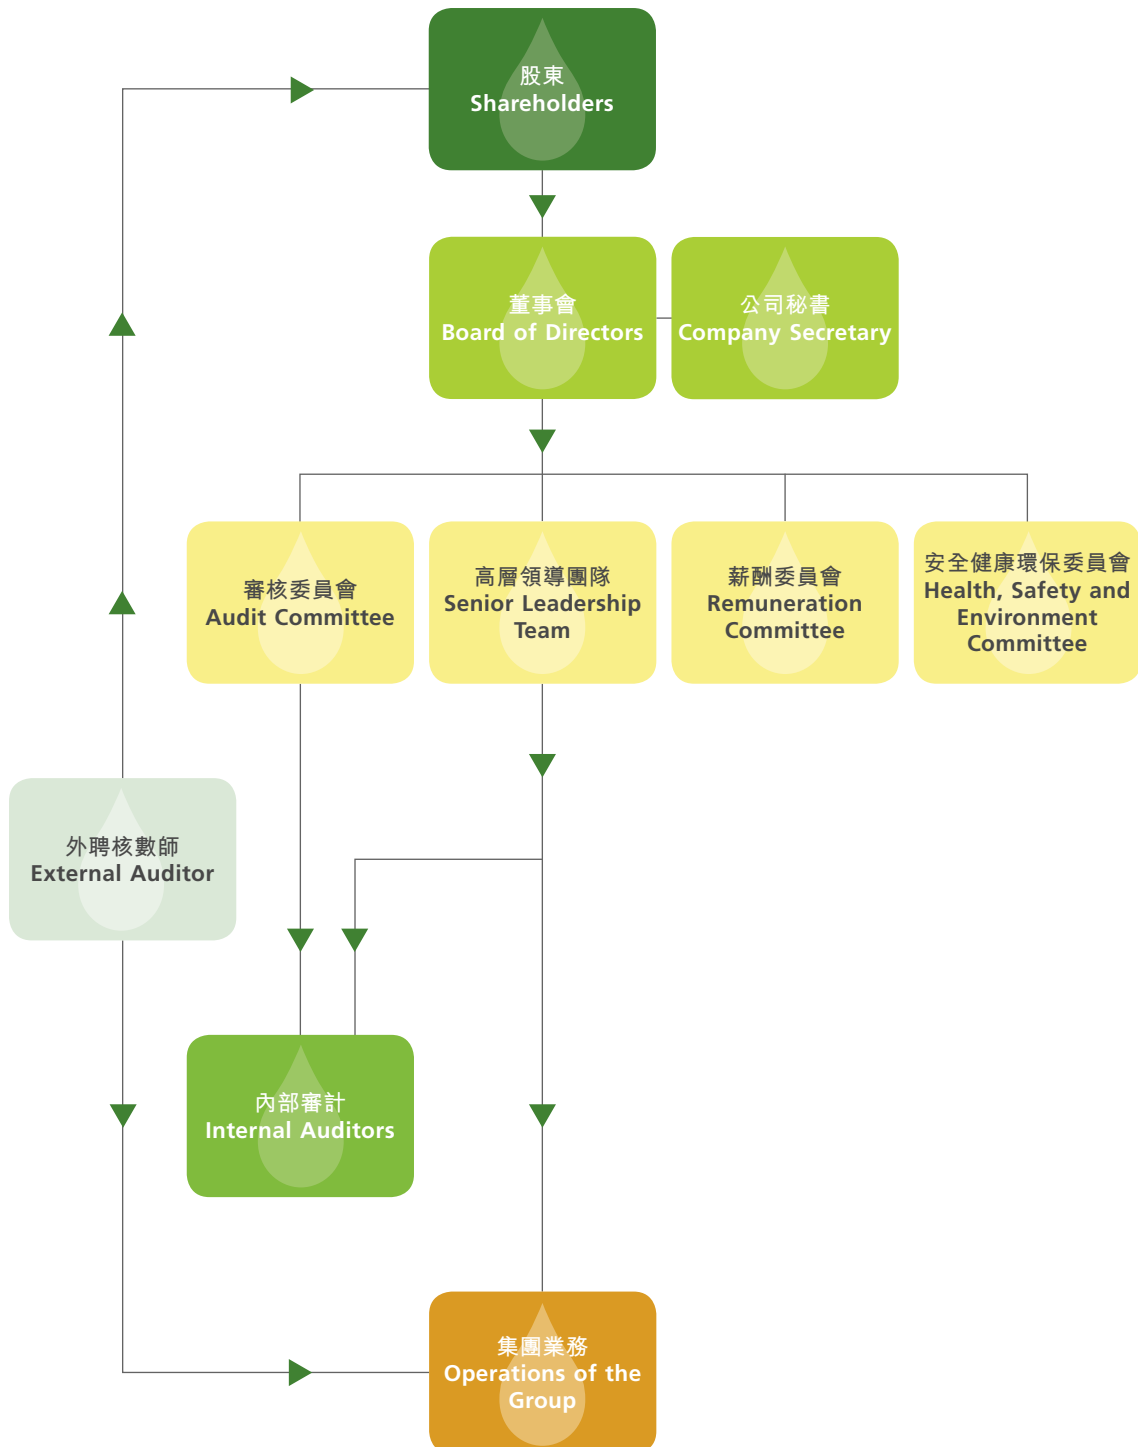 股東
Shareholders
董事會
Board of Directors
公司秘書
Company Secretary
審核委員會
Audit Committee
高層領導團隊
Senior Leadership
Team
薪酬委員會
Remuneration
Committee
安全健康環保委員會
Health, Safety and
Environment
Committee
外聘核數師
External Auditor
內部審計
Internal Auditors
集團業務
Operations of the
Group